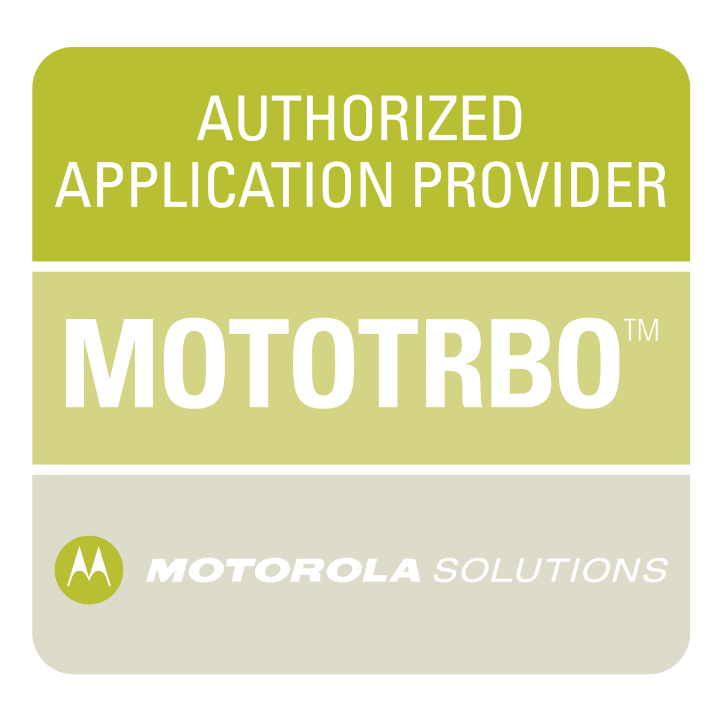 AUTHORIZED
APPLICATION PROVIDER
MOTOTRBO™
MOTOROLA SOLUTIONS